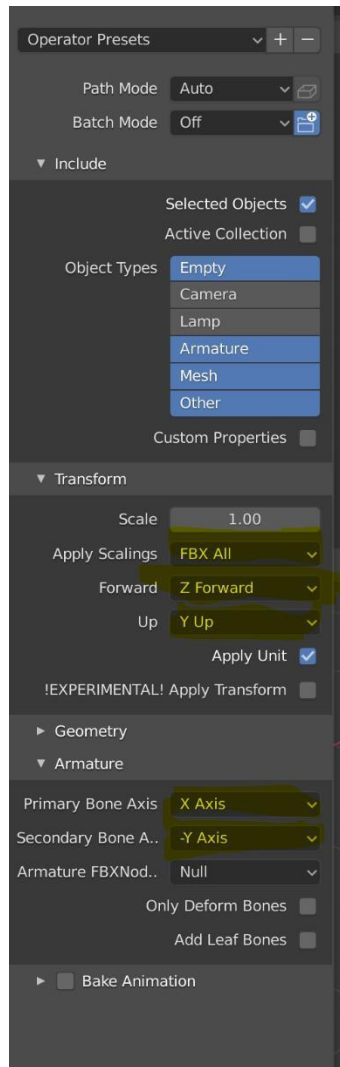 Operator Presets
Path Mode Auto
Batch Mode Off
Include
Selected Objects
Active Collection
Object Types Empty
Camera
Lamp
Armature
Mesh
Other
Custom Properties
Transform
Scale 1.00
Apply Scalings FBX All
Forward Z Forward
Up Y Up
Apply Unit
!EXPERIMENTAL! Apply Transform
Geometry
Armature
Primary Bone Axis X Axis
Secondary Bone A.. -Y Axis
Armature FBXNod.. Null
Only Deform Bones
Add Leaf Bones
Bake Animation